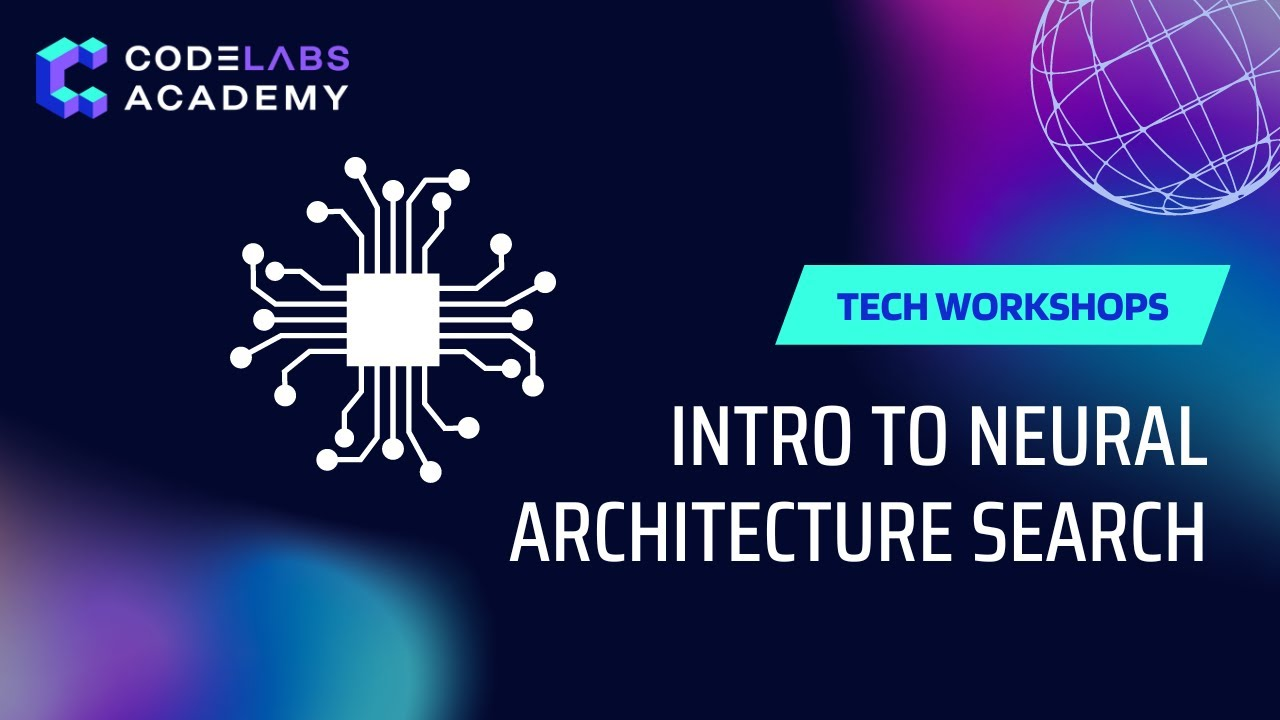 CODELABS
ACADEMY
TECH WORKSHOPS
INTRO TO NEURAL
ARCHITECTURE SEARCH